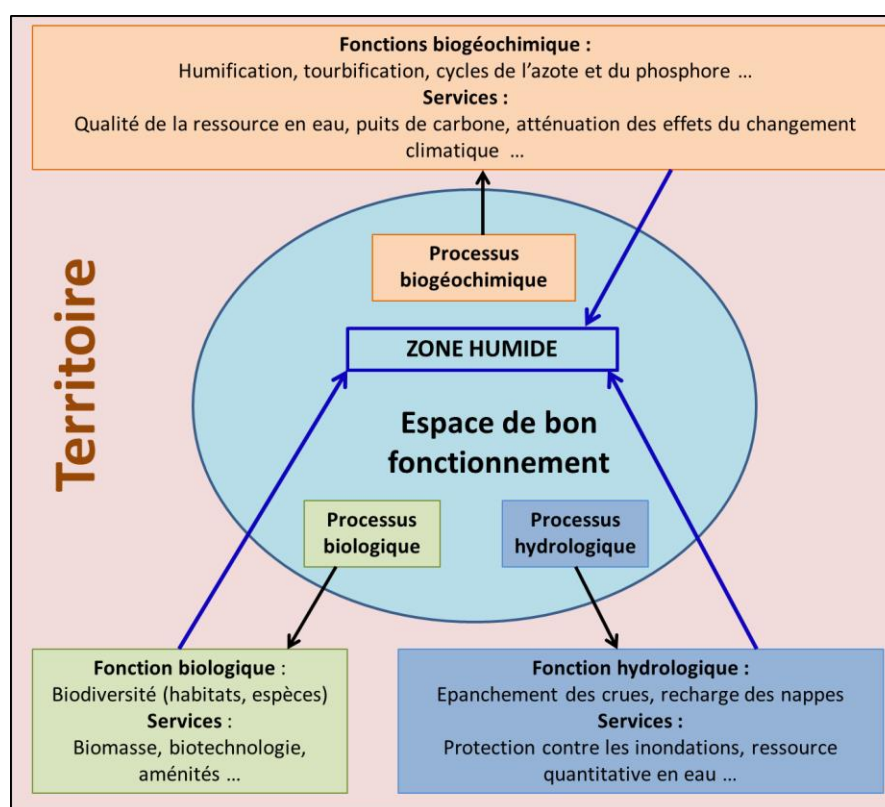 Fonctions biogéochimique :
Humification, tourbification, cycles de l'azote et du phosphore ...
Services :
Qualité de la ressource en eau, puits de carbone, atténuation des effets du changement
climatique ...
Territoire
Processus
biogéochimique
ZONE HUMIDE
Espace de bon
fonctionnement
Processus
biologique
Processus
hydrologique
Fonction biologique :
Biodiversité (habitats, espèces)
Services :
Biomasse, biotechnologie,
aménités ...
Fonction hydrologique :
Epanchement des crues, recharge des nappes
Services :
Protection contre les inondations, ressource
quantitative en eau ...